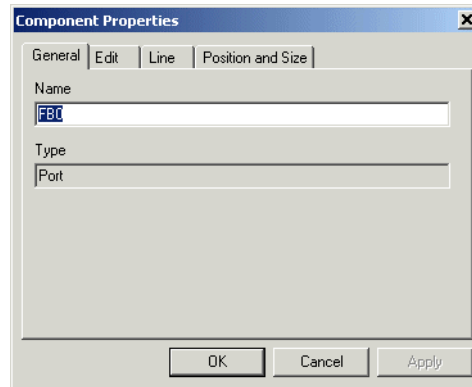 Component Properties
General Edit Line Position and Size
Name
FB0
Type
Port
OK Cancel Apply